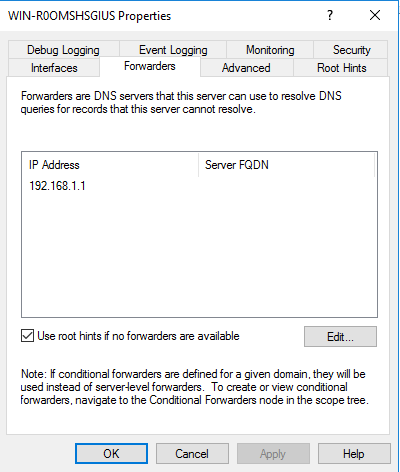 WIN-R0OMSHSGIUS Properties
Debug Logging Event Logging Monitoring Security
Interfaces Forwarders Advanced Root Hints
Forwarders are DNS servers that this server can use to resolve DNS
queries for records that this server cannot resolve.
IP Address Server FQDN
192.168.1.1
Use root hints if no forwarders are available Edit...
Note: If conditional forwarders are defined for a given domain, they will be
used instead of server-level forwarders. To create or view conditional
forwarders, navigate to the Conditional Forwarders node in the scope tree.
OK Cancel Apply Help